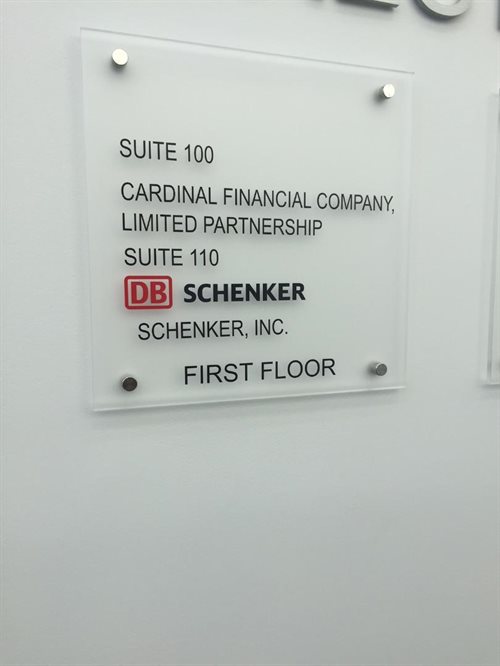 SUITE 100
CARDINAL FINANCIAL COMPANY,
LIMITED PARTNERSHIP
SUITE 110
DB SCHENKER
SCHENKER, INC.
FIRST FLOOR